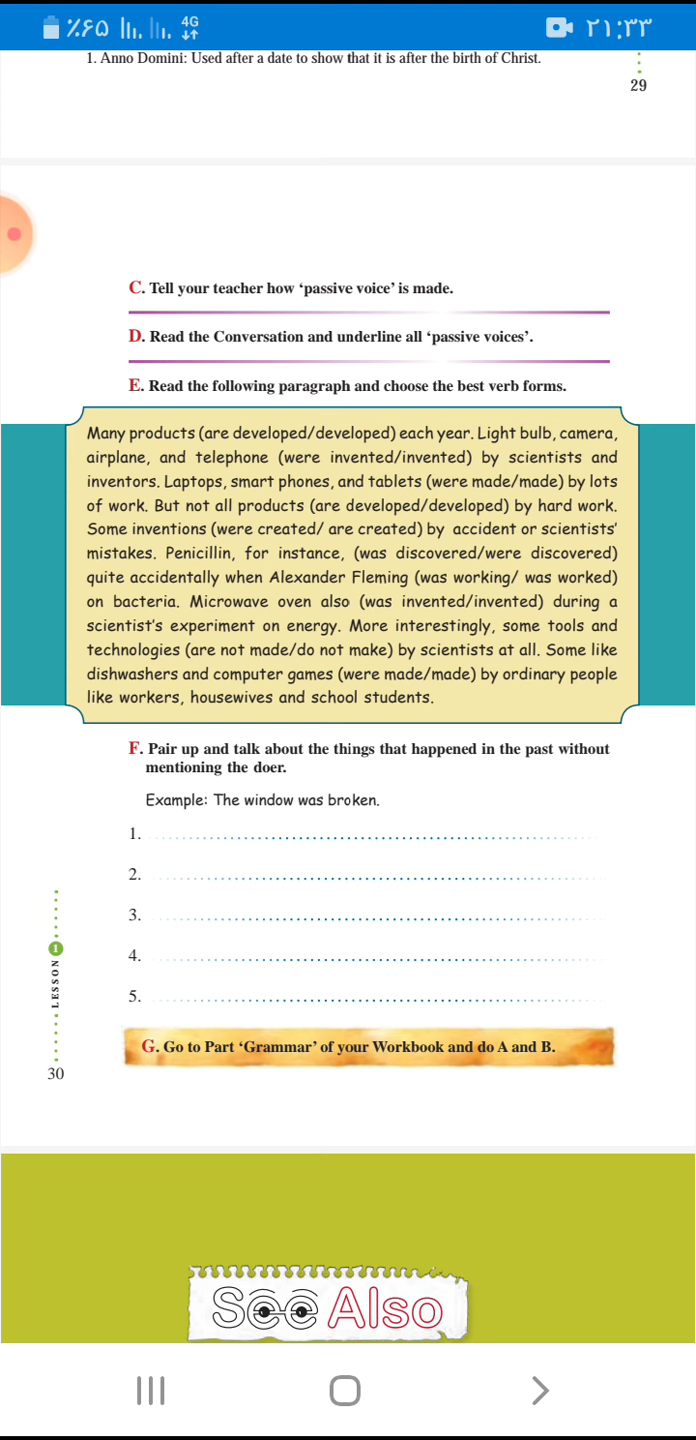 ٪۶۵ 4G ۲۱:۳۳
1. Anno Domini: Used after a date to show that it is after the birth of Christ.
29
C. Tell your teacher how ‘passive voice’ is made.
D. Read the Conversation and underline all ‘passive voices’.
E. Read the following paragraph and choose the best verb forms.
Many products (are developed/developed) each year. Light bulb, camera,
airplane, and telephone (were invented/invented) by scientists and
inventors. Laptops, smart phones, and tablets (were made/made) by lots
of work. But not all products (are developed/developed) by hard work.
Some inventions (were created/ are created) by accident or scientists’
mistakes. Penicillin, for instance, (was discovered/were discovered)
quite accidentally when Alexander Fleming (was working/ was worked)
on bacteria. Microwave oven also (was invented/invented) during a
scientist’s experiment on energy. More interestingly, some tools and
technologies (are not made/do not make) by scientists at all. Some like
dishwashers and computer games (were made/made) by ordinary people
like workers, housewives and school students.
F. Pair up and talk about the things that happened in the past without
mentioning the doer.
Example: The window was broken.
1.
2.
3.
4.
5.
LESSON 1
G. Go to Part ‘Grammar’ of your Workbook and do A and B.
30
See Also